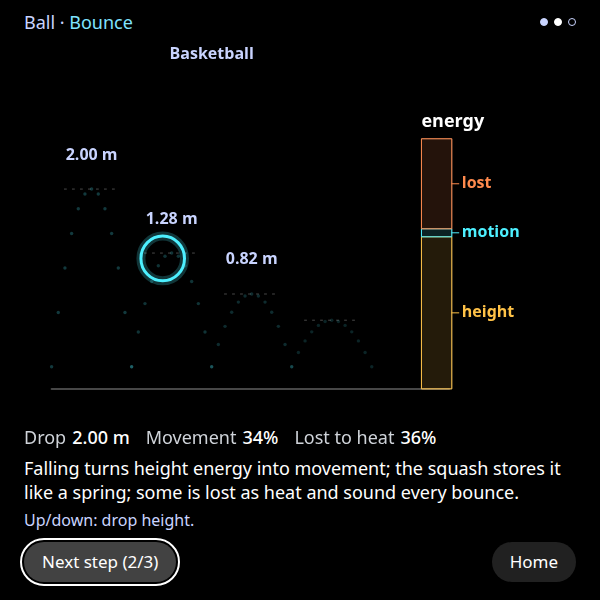 Ball · Bounce
Basketball
energy
2.00 m
lost
1.28 m
motion
0.82 m
height
Drop 2.00 m Movement 34% Lost to heat 36%
Falling turns height energy into movement; the squash stores it
like a spring; some is lost as heat and sound every bounce.
Up/down: drop height.
Next step (2/3)
Home